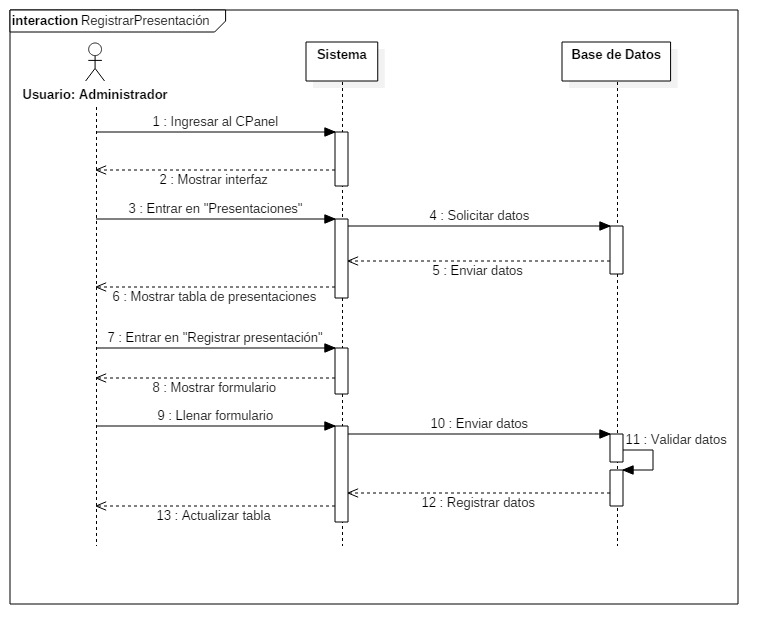 interaction RegistrarPresentación
Sistema
Base de Datos
Usuario: Administrador
1 : Ingresar al CPanel
2 : Mostrar interfaz
3 : Entrar en "Presentaciones"
4 : Solicitar datos
5 : Enviar datos
6 : Mostrar tabla de presentaciones
7 : Entrar en "Registrar presentación"
8 : Mostrar formulario
9 : Llenar formulario
10 : Enviar datos
11 : Validar datos
12 : Registrar datos
13 : Actualizar tabla